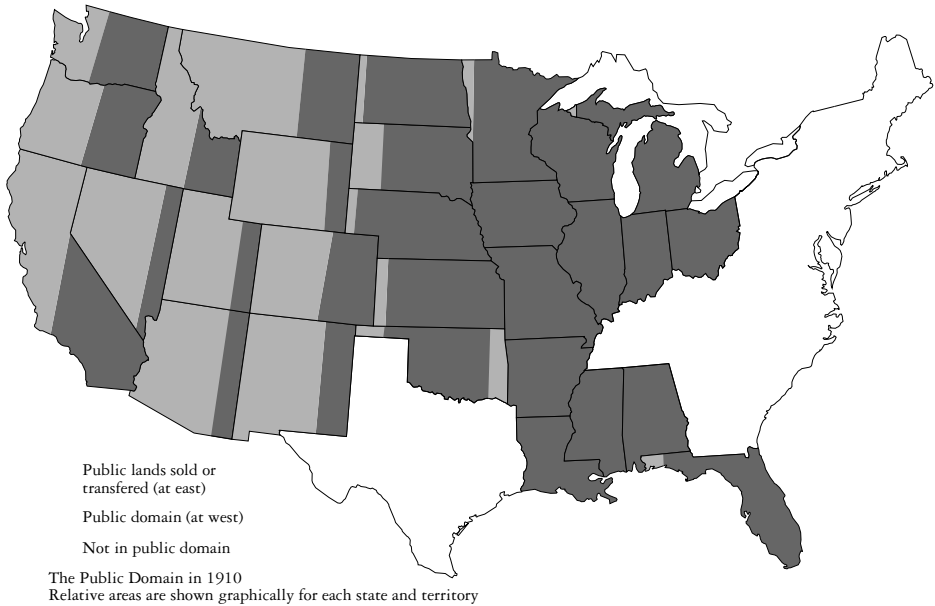 Public lands sold or
transfered (at east)
Public domain (at west)
Not in public domain
The Public Domain in 1910
Relative areas are shown graphically for each state and territory